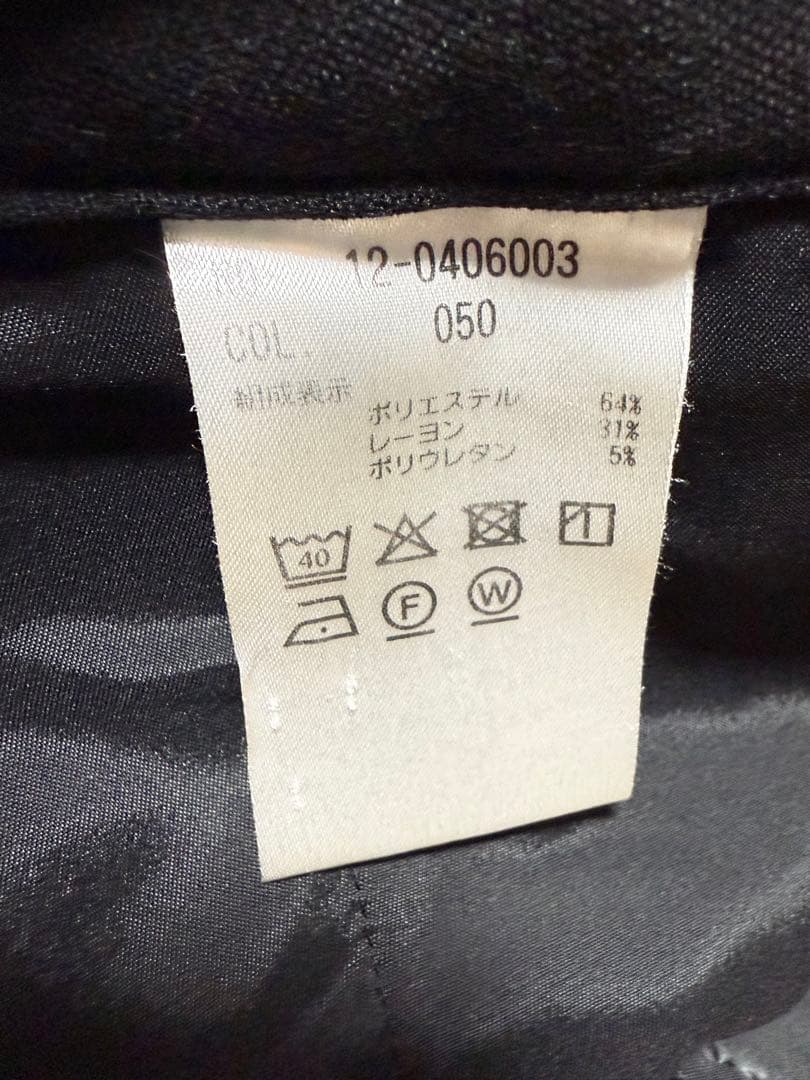 12-0406003
COL. 050
組成表示 ポリエステル 64%
レーヨン 31%
ポリウレタン 5%
40
F W